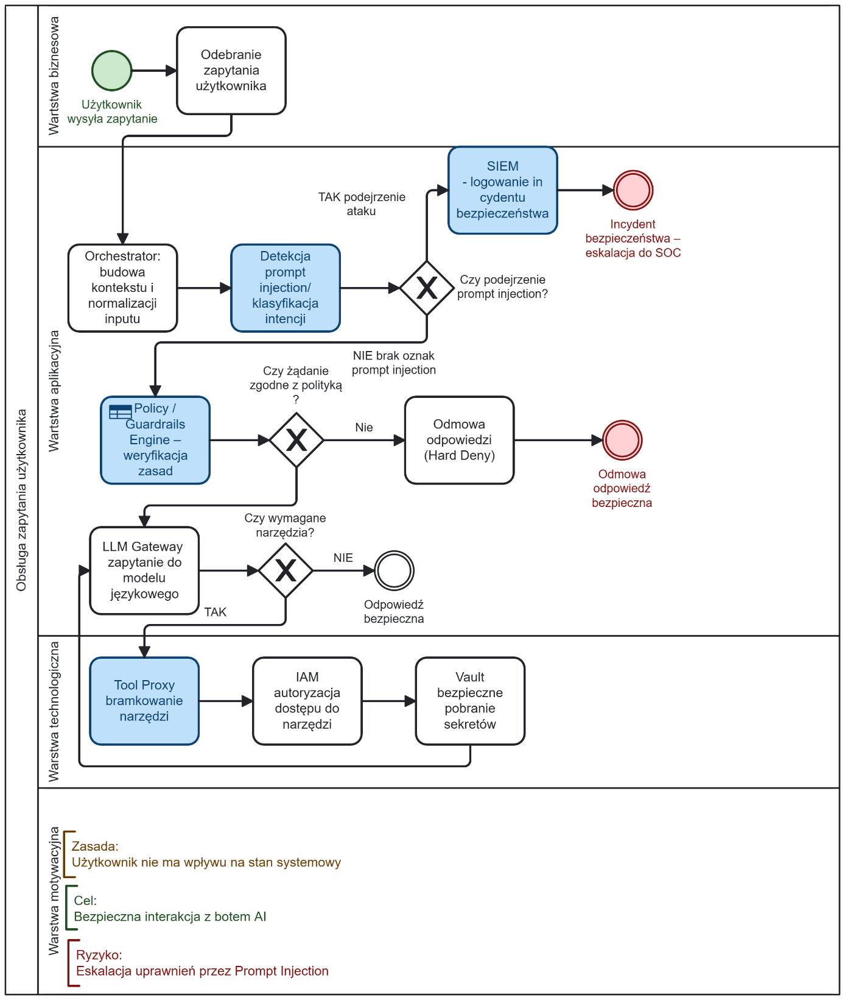 Obsługa zapytania użytkownika
Wartstwa biznesowa
Użytkownik
wysyła zapytanie
Odebranie
zapytania
użytkownika
Wartstwa aplikacyjna
SIEM
- logowanie in
cydentu
bezpieczeństwa
TAK podejrzenie
ataku
Incydent
bezpieczeństwa –
eskalacja do SOC
Orchestrator:
budowa
kontekstu i
normalizacji
inputu
Detekcja
prompt
injection/
klasyfikacja
intencji
Czy podejrzenie
prompt injection?
NIE brak oznak
prompt injection
Czy żądanie
zgodne z polityką
?
Policy /
Guardrails
Engine –
weryfikacja
zasad
Nie
Odmowa
odpowiedzi
(Hard Deny)
Odmowa
odpowiedź
bezpieczna
Czy wymagane
narzędzia?
LLM Gateway
zapytanie do
modelu
językowego
NIE
Odpowiedź
bezpieczna
TAK
Warstwa technologiczna
Tool Proxy
bramkowanie
narzędzi
IAM
autoryzacja
dostępu do
narzędzi
Vault
bezpieczne
pobranie
sekretów
Warstwa motywacyjna
Zasada:
Użytkownik nie ma wpływu na stan systemowy
Cel:
Bezpieczna interakcja z botem AI
Ryzyko:
Eskalacja uprawnień przez Prompt Injection